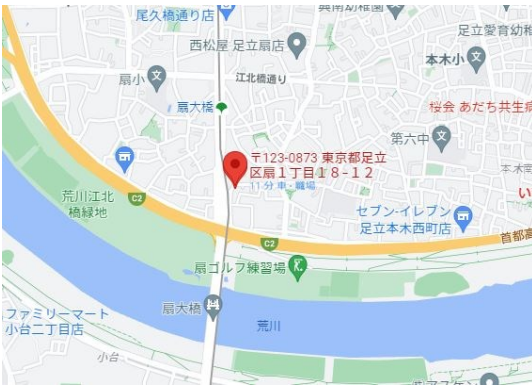 尾久橋通り店
興南幼稚園
足立愛育幼稚
西松屋 足立扇店
本木小
扇小
江北橋通り
桜会 あだち共生病
扇大橋
第六中
〒123-0873 東京都足立
区扇1丁目18-12
11分 車・職場
荒川江北
橋緑地
C2
セブン-イレブン
足立本木西町店
い
首都高
C2
扇ゴルフ練習場
扇大橋
荒川
ファミリーマート
小台二丁目店
小台